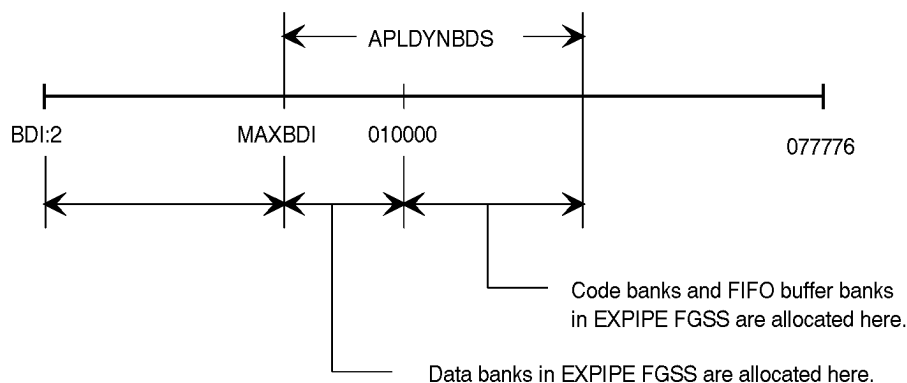 APLDYNBDS
BDI:2
MAXBDI
010000
077776
Code banks and FIFO buffer banks
in EXPIPE FGSS are allocated here.
Data banks in EXPIPE FGSS are allocated here.